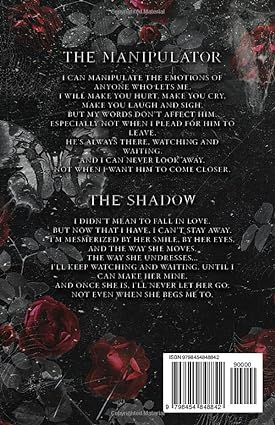 THE MANIPULATOR
I CAN MANIPULATE THE EMOTIONS OF
ANYONE WHO LETS ME.
I WILL MAKE YOU HURT, MAKE YOU CRY,
MAKE YOU LAUGH AND SIGH.
BUT MY WORDS DON'T AFFECT HIM.
ESPECIALLY NOT WHEN I PLEAD FOR HIM TO
LEAVE.
HE'S ALWAYS THERE, WATCHING AND
WAITING.
AND I CAN NEVER LOOK AWAY.
NOT WHEN I WANT HIM TO COME CLOSER.
THE SHADOW
I DIDN'T MEAN TO FALL IN LOVE.
BUT NOW THAT I HAVE, I CAN'T STAY AWAY.
I'M MESMERIZED BY HER SMILE, BY HER EYES,
AND THE WAY SHE MOVES...
THE WAY SHE UNDRESSES...
I'LL KEEP WATCHING AND WAITING. UNTIL I
CAN MAKE HER MINE.
AND ONCE SHE IS, I'LL NEVER LET HER GO.
NOT EVEN WHEN SHE BEGS ME TO.
ISBN 9798454848842
90000
9 798454 848842
Copyrighted Material
Copyrighted Material